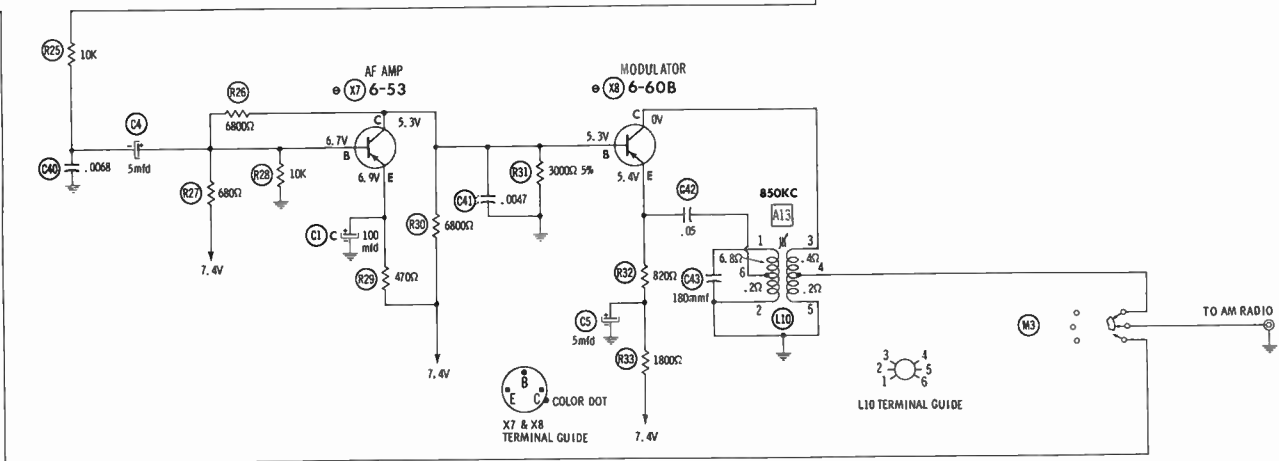 R25
10K
C40
.0068
C4
5mfd
R26
6800Ω
R27
680Ω
7.4V
R28
10K
AF AMP
⊖ X7 6-53
C
5.3V
6.7V
B
6.9V
E
C1 C
100
mfd
R29
470Ω
R30
6800Ω
7.4V
C41
.0047
R31
3000Ω 5%
MODULATOR
⊖ X8 6-60B
C
0V
5.3V
B
5.4V
E
C42
.05
R32
820Ω
C5
5mfd
R33
1800Ω
7.4V
850KC
A13
1
3
6.8Ω
.4Ω
6
4
.2Ω
.2Ω
2
5
C43
180mmf
L10
B
E
C
COLOR DOT
X7 & X8
TERMINAL GUIDE
3
4
2
5
1
6
L10 TERMINAL GUIDE
M3
TO AM RADIO